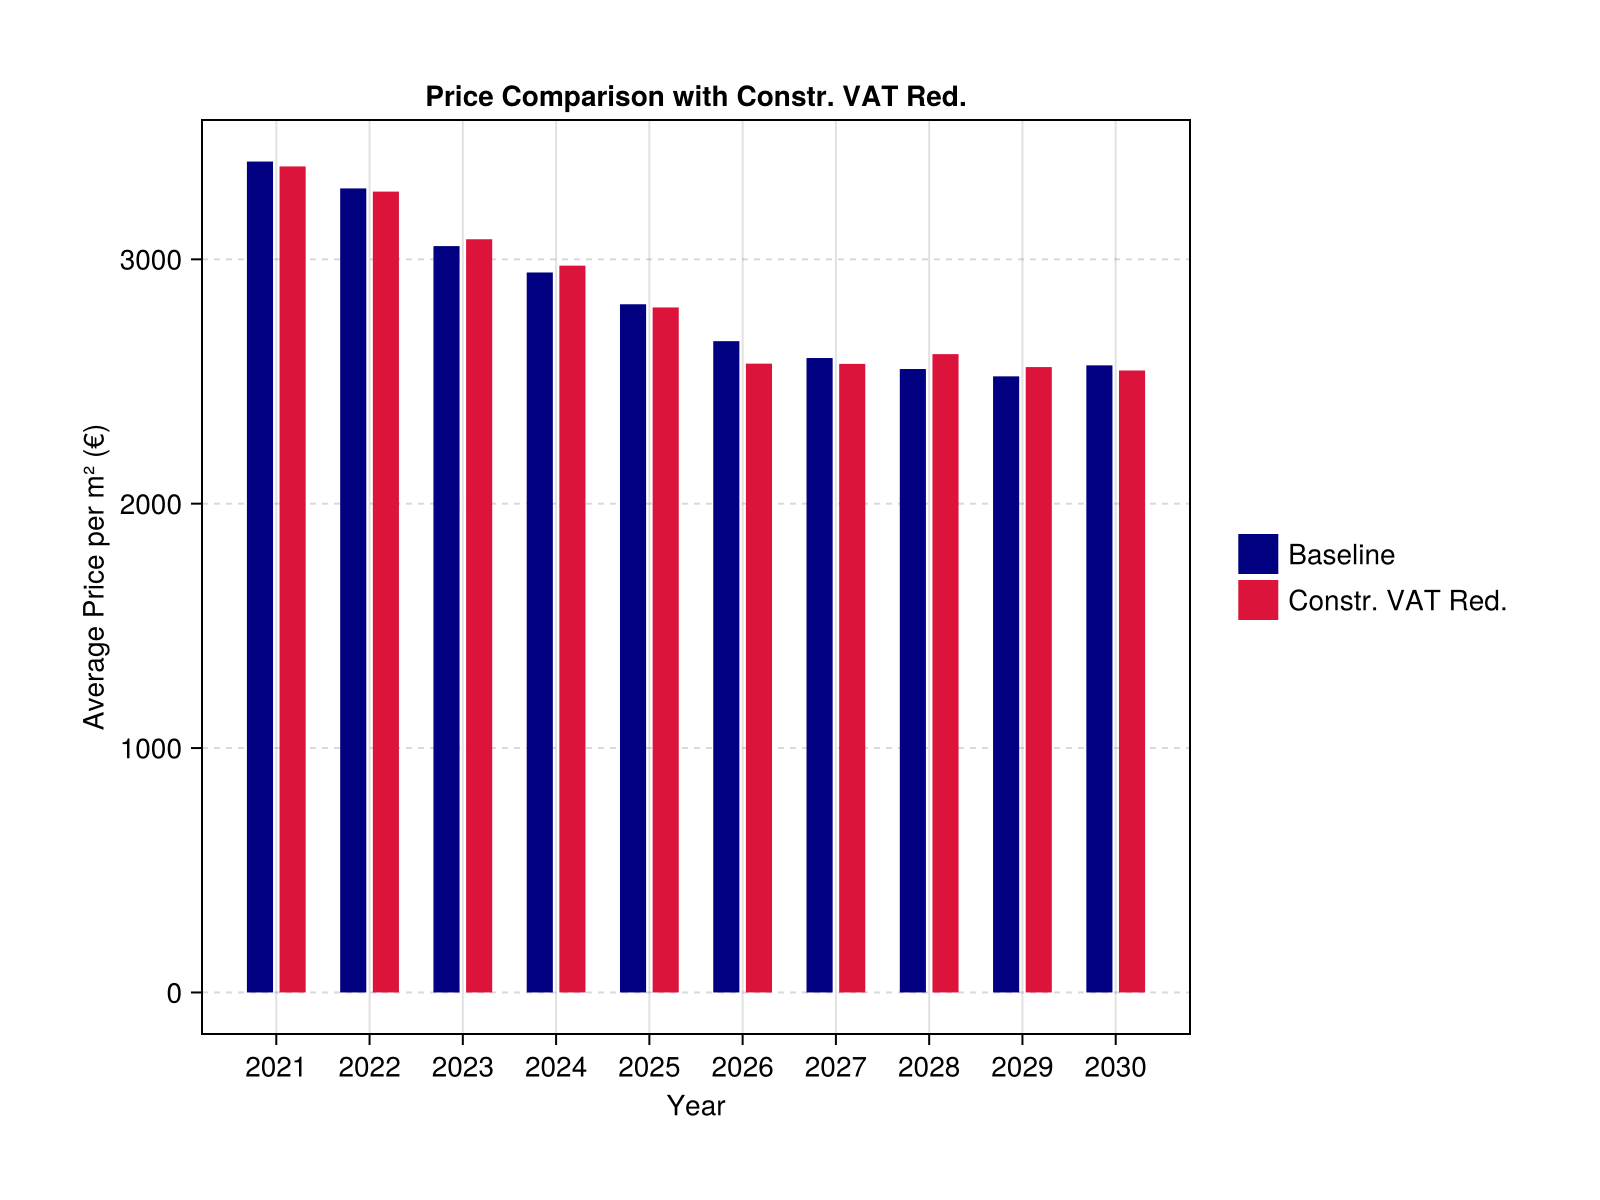 Price Comparison with Constr. VAT Red.
Average Price per m² (€)
3000
2000
1000
0
2021 2022 2023 2024 2025 2026 2027 2028 2029 2030
Year
Baseline
Constr. VAT Red.